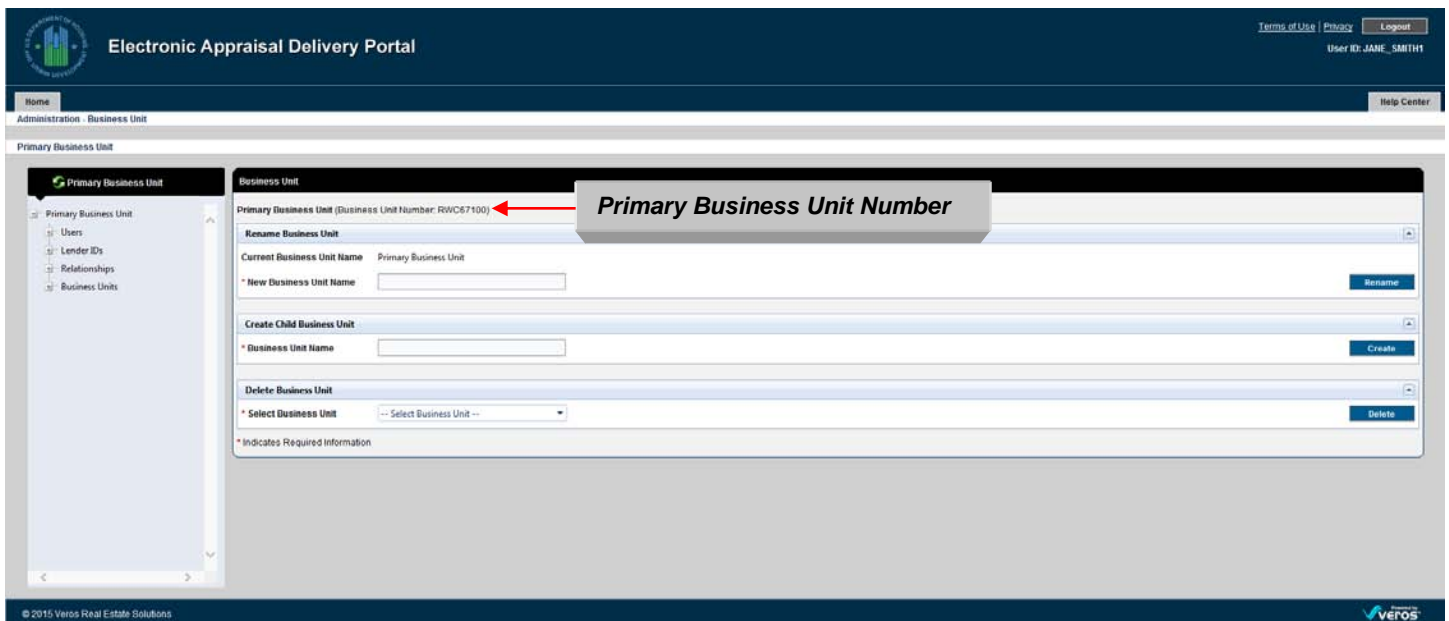 Terms of Use | Privacy Logout
Electronic Appraisal Delivery Portal
User ID: JANE_SMITH1
Home
Help Center
Administration - Business Unit
Primary Business Unit
Primary Business Unit
Primary Business Unit
Users
Lender IDs
Relationships
Business Units
Business Unit
Primary Business Unit (Business Unit Number: RWC67100)
Primary Business Unit Number
Rename Business Unit
Current Business Unit Name Primary Business Unit
* New Business Unit Name Rename
Create Child Business Unit
* Business Unit Name Create
Delete Business Unit
* Select Business Unit -- Select Business Unit -- Delete
* Indicates Required Information
© 2015 Veros Real Estate Solutions
Powered by
veros